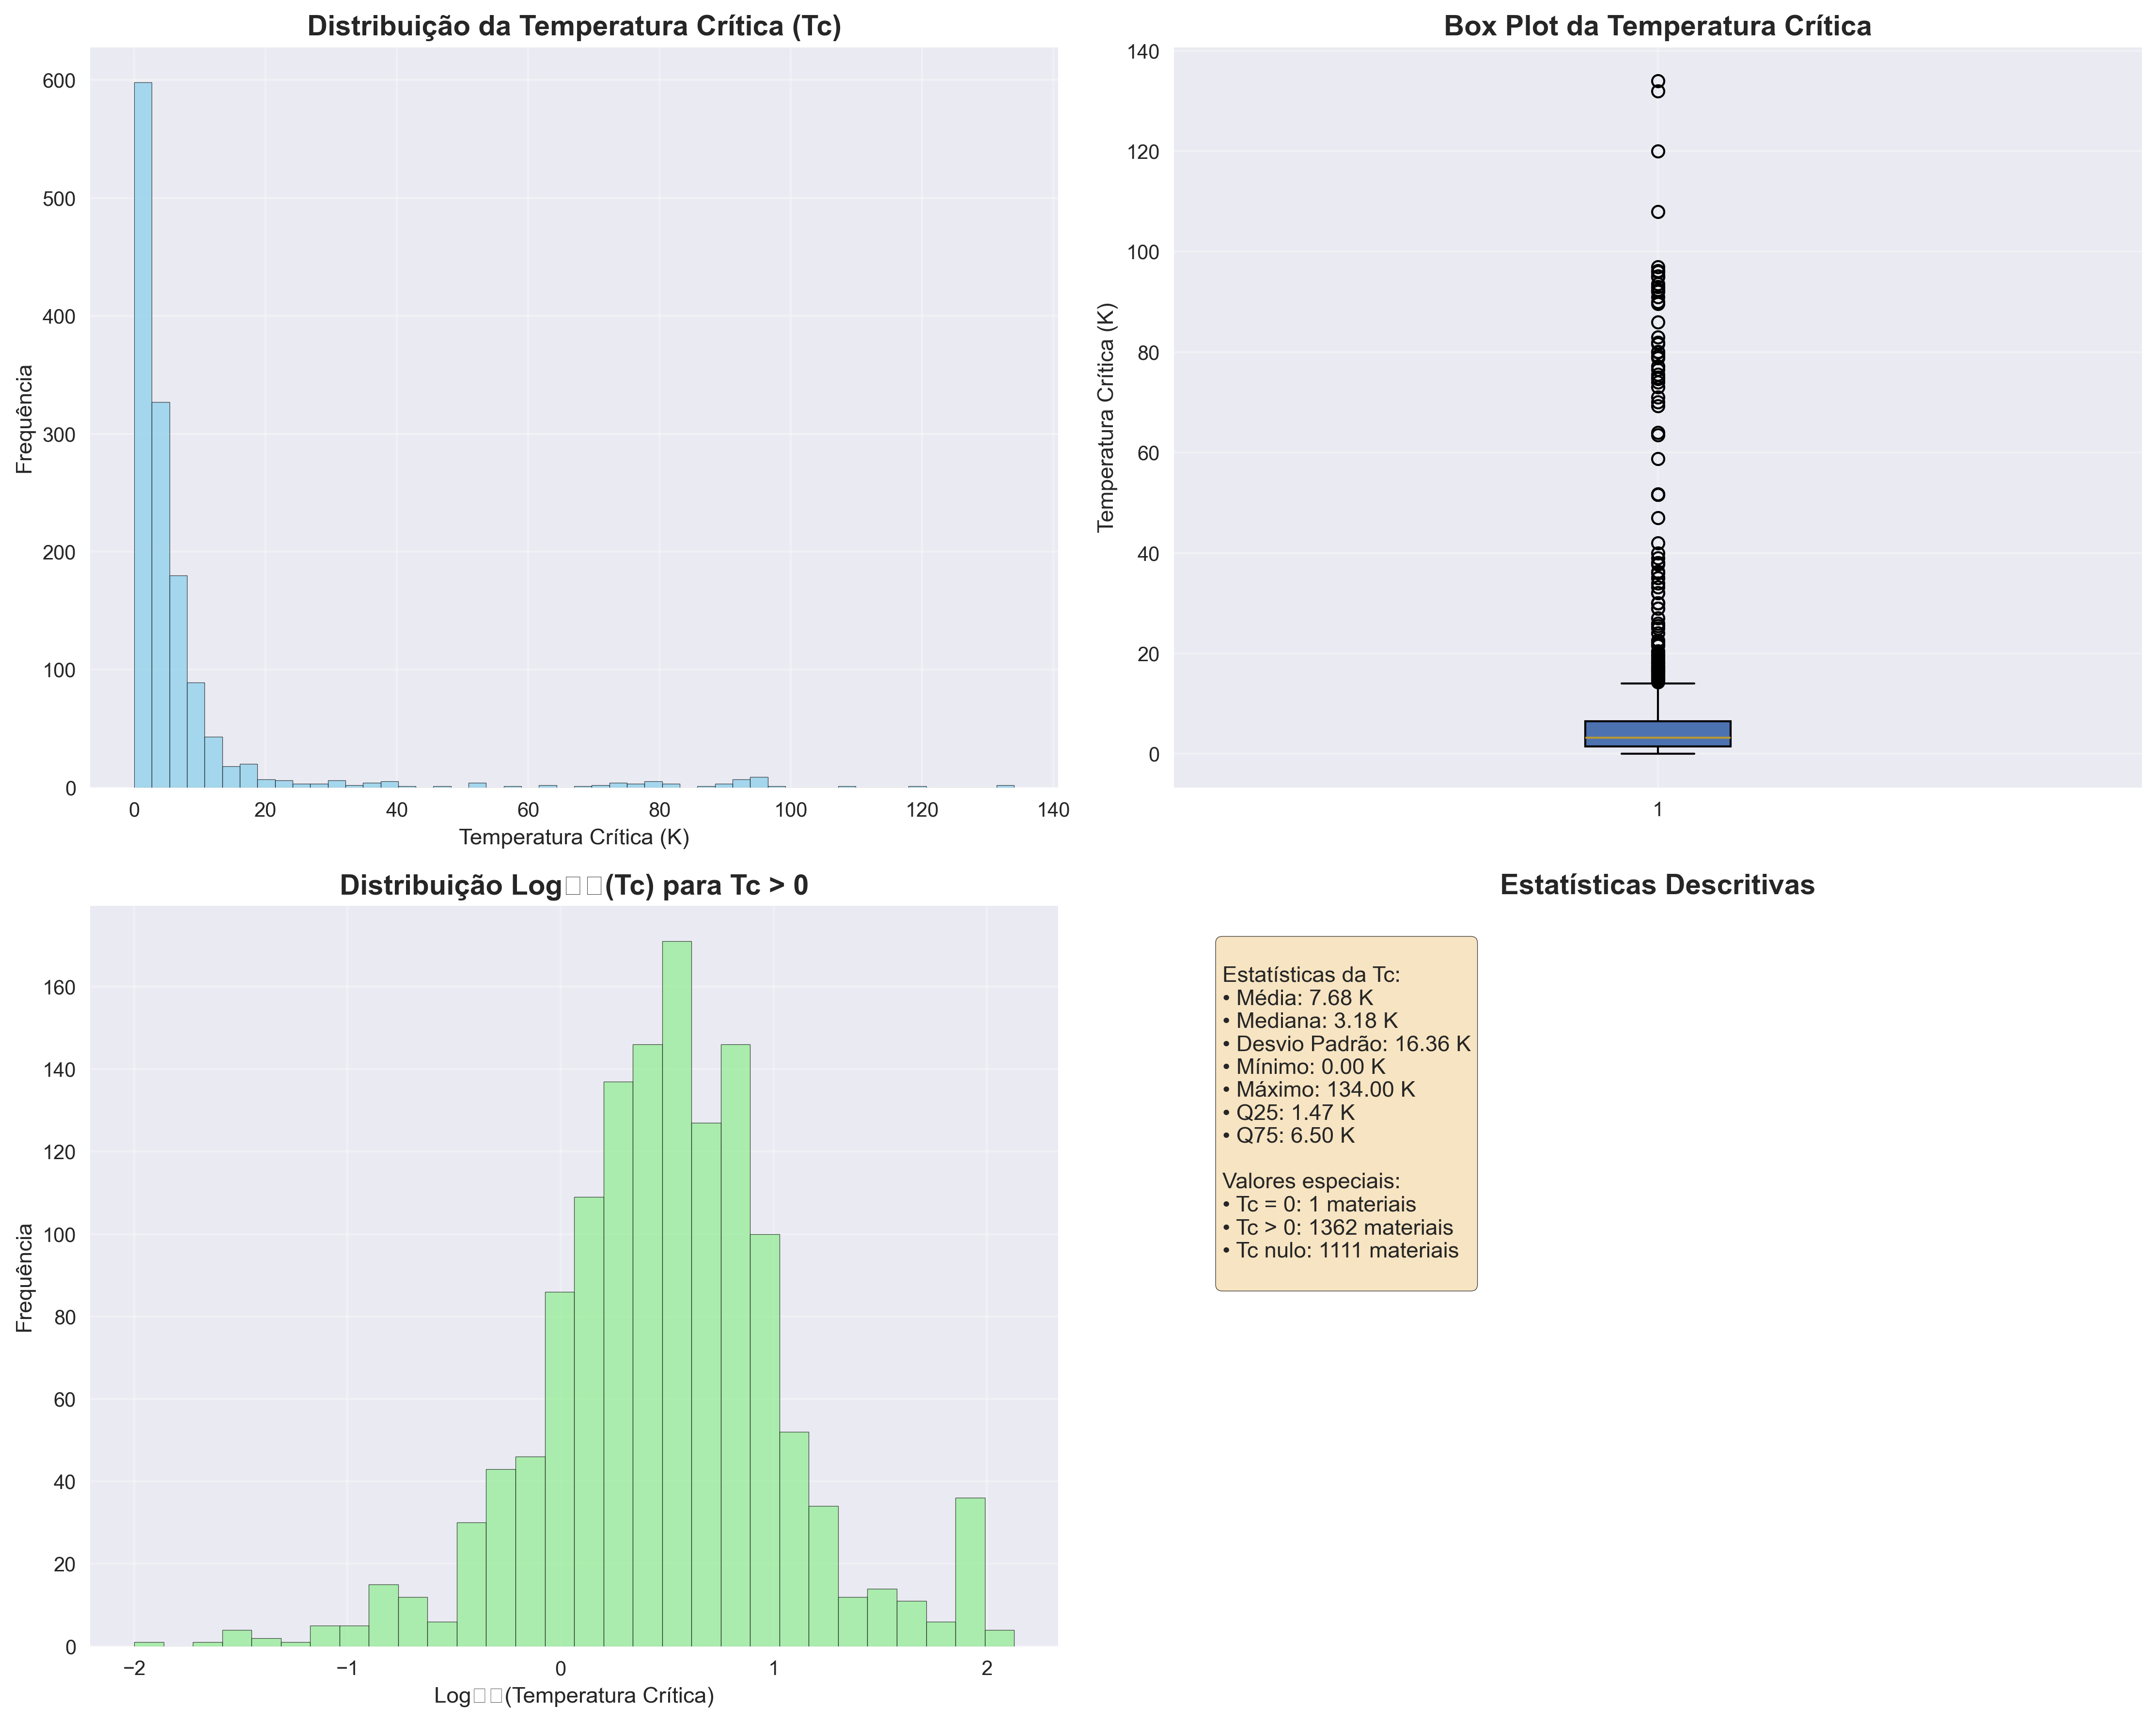 Distribuição da Temperatura Crítica (Tc)
600
500
400
300
200
100
0
Frequência
0 20 40 60 80 100 120 140
Temperatura Crítica (K)
Box Plot da Temperatura Crítica
140
120
100
80
60
40
20
0
Temperatura Crítica (K)
1
Distribuição Log□□(Tc) para Tc > 0
160
140
120
100
80
60
40
20
0
Frequência
−2 −1 0 1 2
Log□□(Temperatura Crítica)
Estatísticas Descritivas
Estatísticas da Tc:
• Média: 7.68 K
• Mediana: 3.18 K
• Desvio Padrão: 16.36 K
• Mínimo: 0.00 K
• Máximo: 134.00 K
• Q25: 1.47 K
• Q75: 6.50 K
Valores especiais:
• Tc = 0: 1 materiais
• Tc > 0: 1362 materiais
• Tc nulo: 1111 materiais